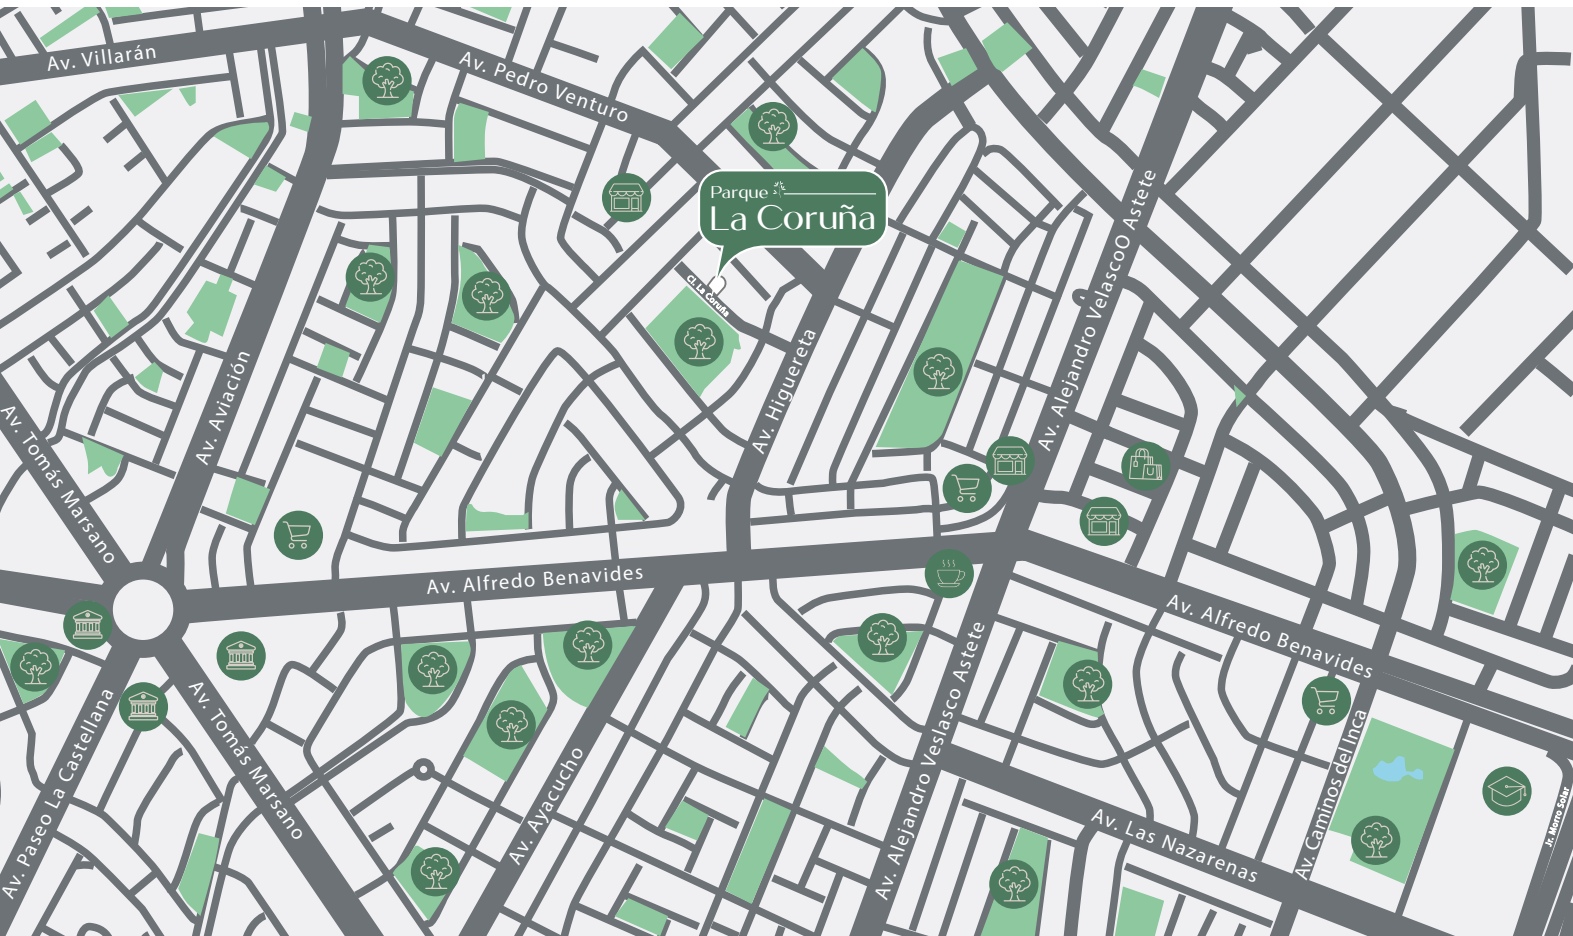 Av. Villarán
Av. Pedro Venturo
Parque
La Coruña
Cl. La Coruña
Av. Alejandro VelascoO Astete
Av. Higuereta
Av. Aviación
Av. Tomás Marsano
Av. Alfredo Benavides
Av. Alfredo Benavides
Av. Tomás Marsano
Av. Paseo La Castellana
Av. Ayacucho
Av. Alejandro Veslasco Astete
Av. Las Nazarenas
Av. Caminos del Inca
Jr. Morro Solar